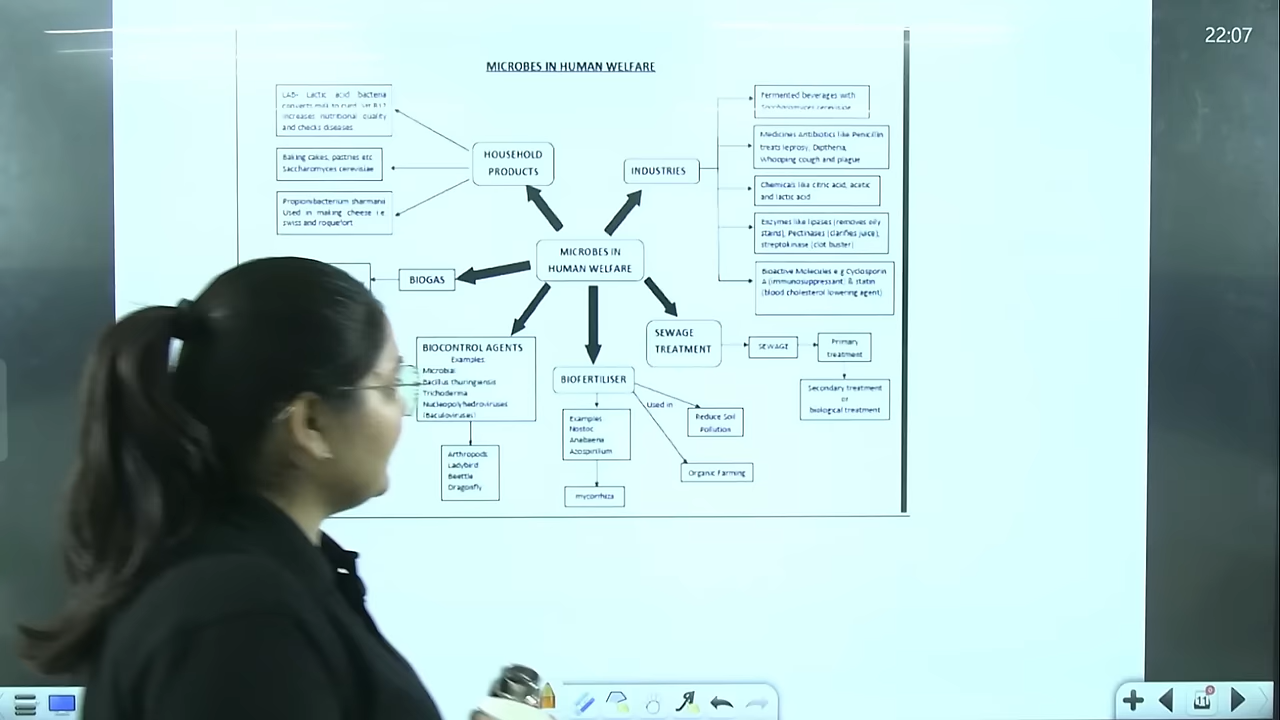 22:07
MICROBES IN HUMAN WELFARE
LAB- Lactic acid bacteria
increases nutritional quality
and checks diseases
Baking cakes, pastries etc
Saccharomyces cerevisiae
Propionibacterium sharmanii
Used in making cheese i.e
swiss and roquefort
HOUSEHOLD
PRODUCTS
INDUSTRIES
Fermented beverages with
Saccharomyces cerevisiae
Medicines Antibiotics like Penicillin
treats leprosy, Diptheria,
Whooping cough and plague
Chemicals like citric acid, acetic
and lactic acid
Enzymes like lipases (removes oily
stains), Pectinases (clarifies juice),
streptokinase (clot buster)
Bioactive Molecules e g Cyclosporin
A (immunosuppressant) & statin
(blood cholesterol lowering agent)
MICROBES IN
HUMAN WELFARE
BIOGAS
BIOCONTROL AGENTS
Examples:
Microbial
Bacillus thuringiensis
Trichoderma
Nucleopolyhedroviruses
(Baculoviruses)
Arthropods
Ladybird
Beettle
Dragonfly
BIOFERTILISER
Examples
Nostoc
Anabaena
Azospirillum
mycorrhiza
Used in
Reduce Soil
Pollution
Organic Farming
SEWAGE
TREATMENT
SEWAGE
Primary
treatment
Secondary treatment
or
biological treatment
11